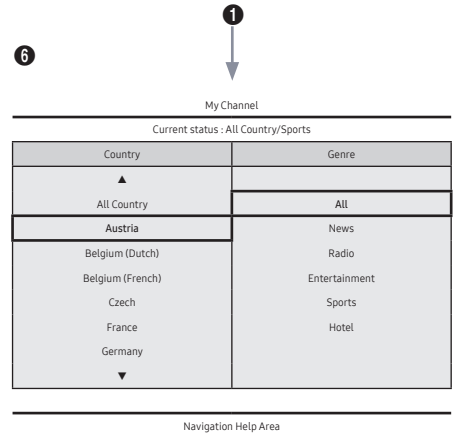 ❶
❻
My Channel
Current status : All Country/Sports
Country Genre
▲
All Country All
Austria News
Belgium (Dutch) Radio
Belgium (French) Entertainment
Czech Sports
France Hotel
Germany
▼
Navigation Help Area